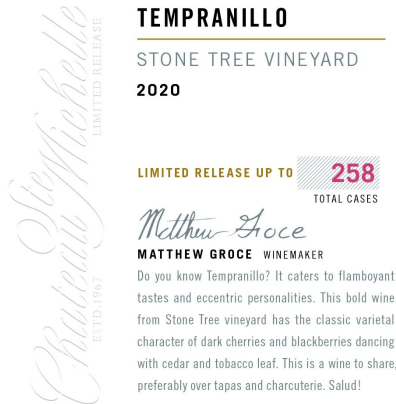 TEMPRANILLO
STONE TREE VINEYARD
2020
Chateau Ste Michelle
LIMITED RELEASE
ESTD.1967
LIMITED RELEASE UP TO 258
TOTAL CASES
Matthew Groce
MATTHEW GROCE WINEMAKER
Do you know Tempranillo? It caters to flamboyant
tastes and eccentric personalities. This bold wine
from Stone Tree vineyard has the classic varietal
character of dark cherries and blackberries dancing
with cedar and tobacco leaf. This is a wine to share,
preferably over tapas and charcuterie. Salud!